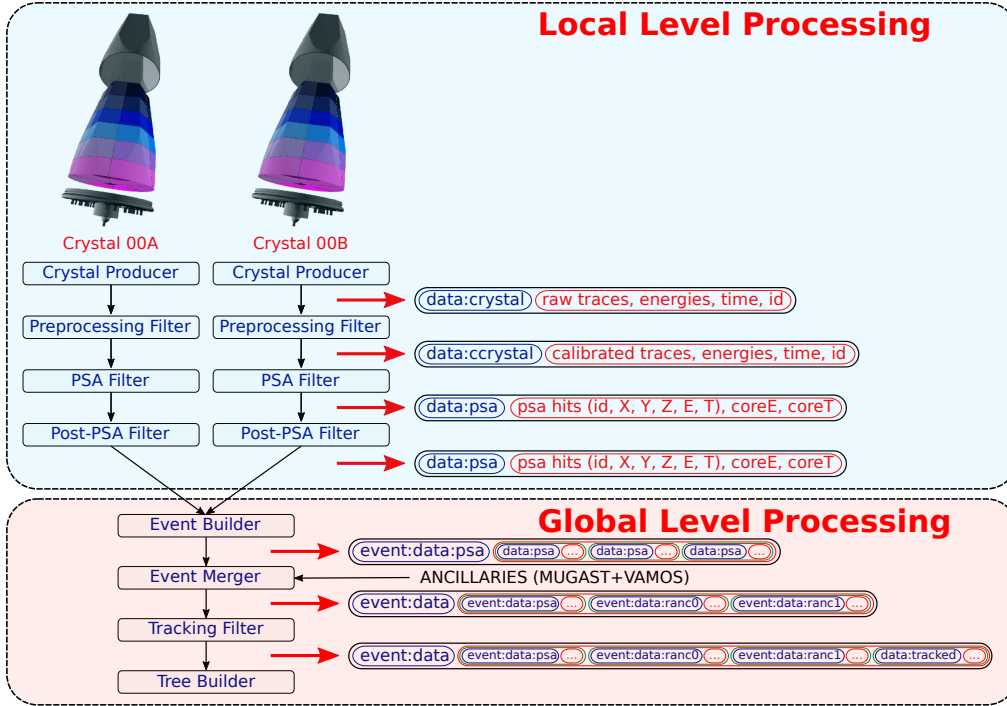 Local Level Processing
Crystal 00A Crystal 00B
Crystal Producer Crystal Producer
data:crystal raw traces, energies, time, id
Preprocessing Filter Preprocessing Filter
data:ccrystal calibrated traces, energies, time, id
PSA Filter PSA Filter
data:psa psa hits (id, X, Y, Z, E, T), coreE, coreT
Post-PSA Filter Post-PSA Filter
data:psa psa hits (id, X, Y, Z, E, T), coreE, coreT
Global Level Processing
Event Builder
event:data:psa data:psa ... data:psa ... data:psa ...
Event Merger ANCILLARIES (MUGAST+VAMOS)
event:data event:data:psa ... event:data:ranc0 ... event:data:ranc1 ...
Tracking Filter
event:data event:data:psa ... event:data:ranc0 ... event:data:ranc1 ... data:tracked ...
Tree Builder